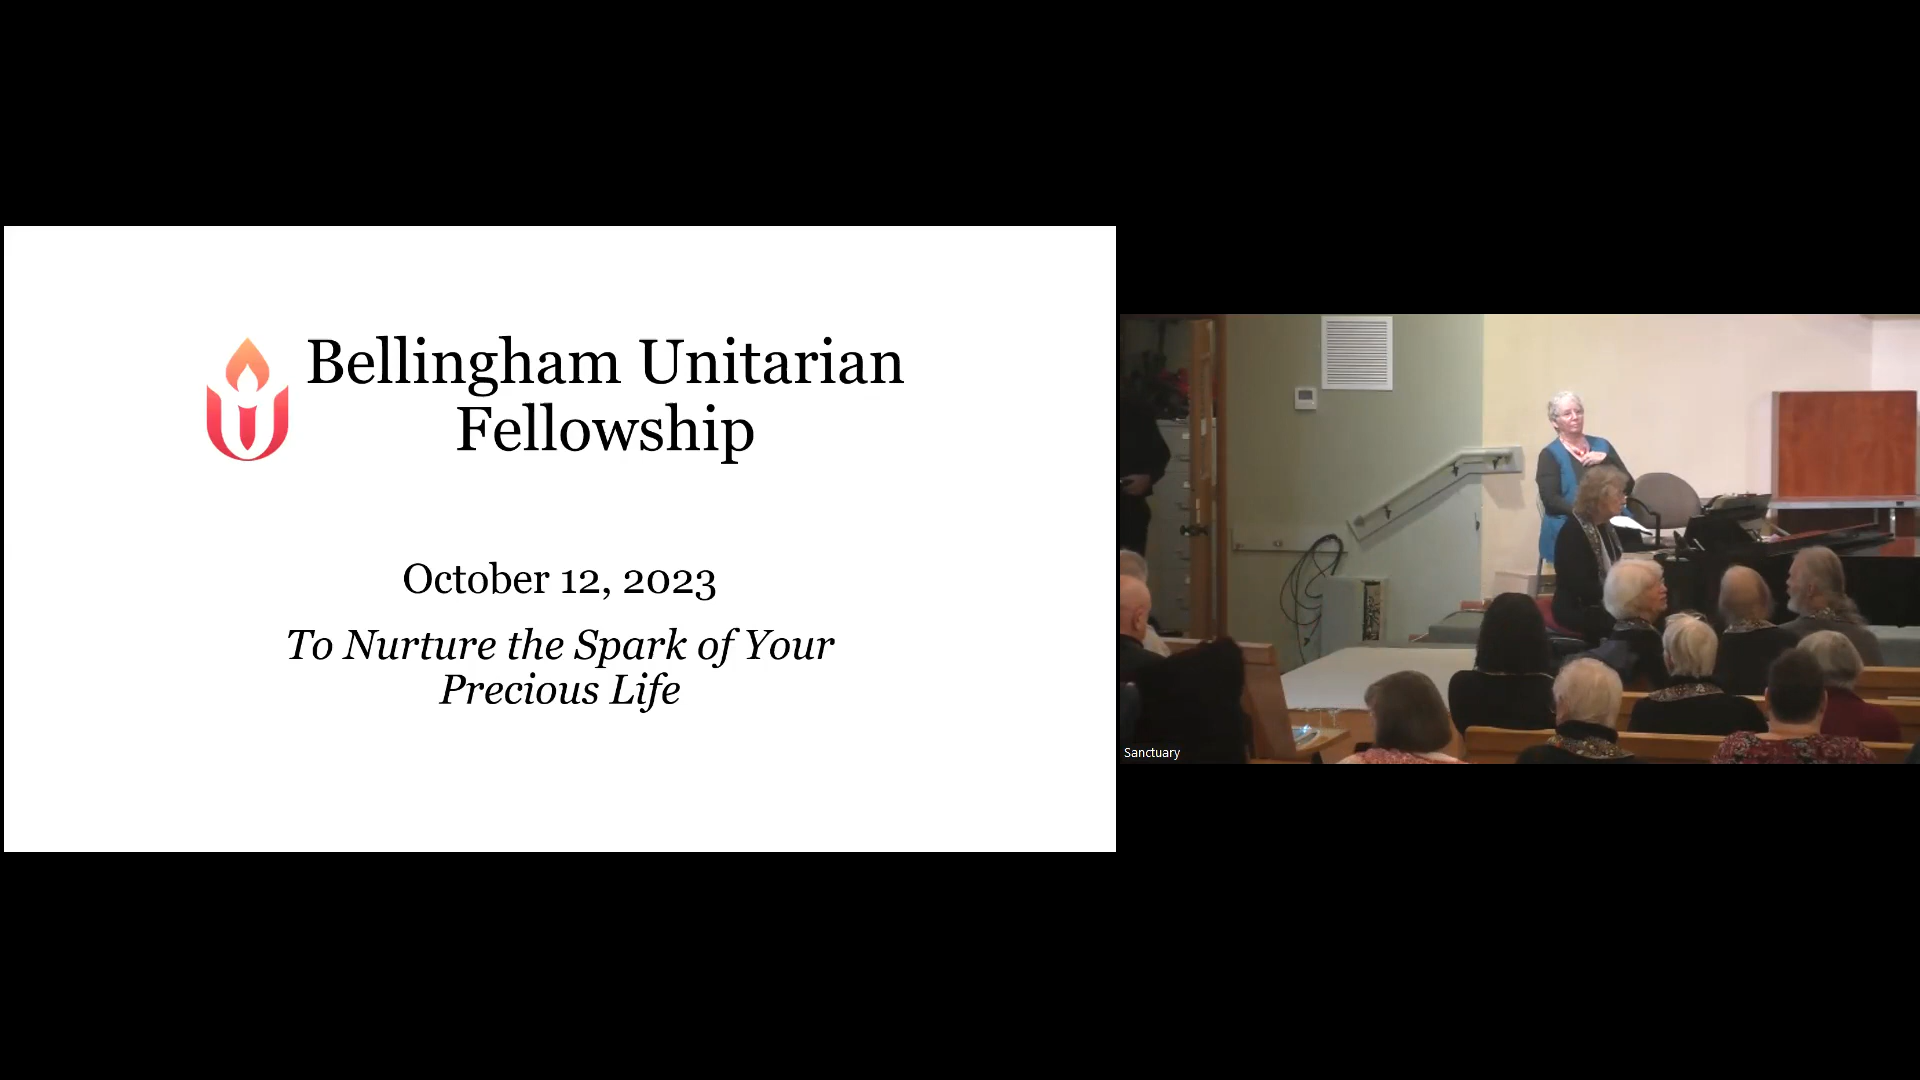 Bellingham Unitarian
Fellowship
October 12, 2023
To Nurture the Spark of Your
Precious Life
Sanctuary